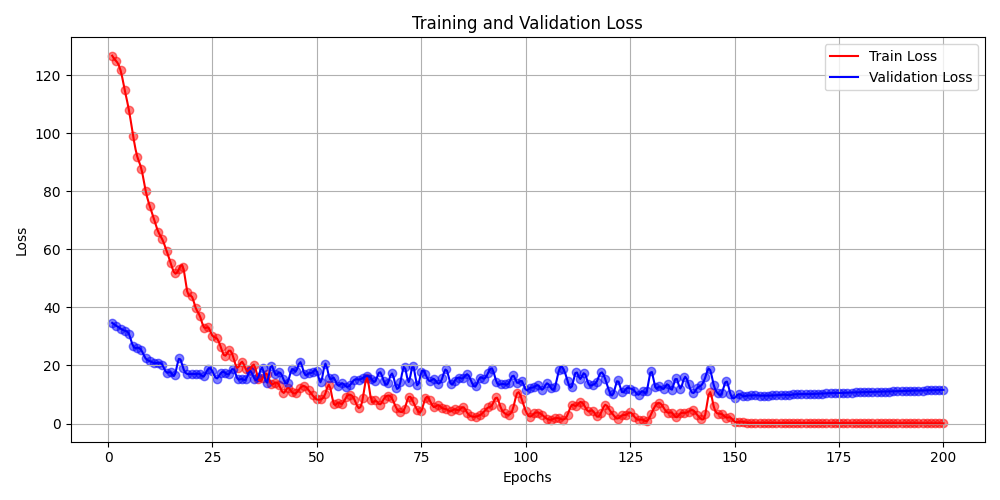 Training and Validation Loss
Train Loss
Validation Loss
Loss
120
100
80
60
40
20
0
0 25 50 75 100 125 150 175 200
Epochs